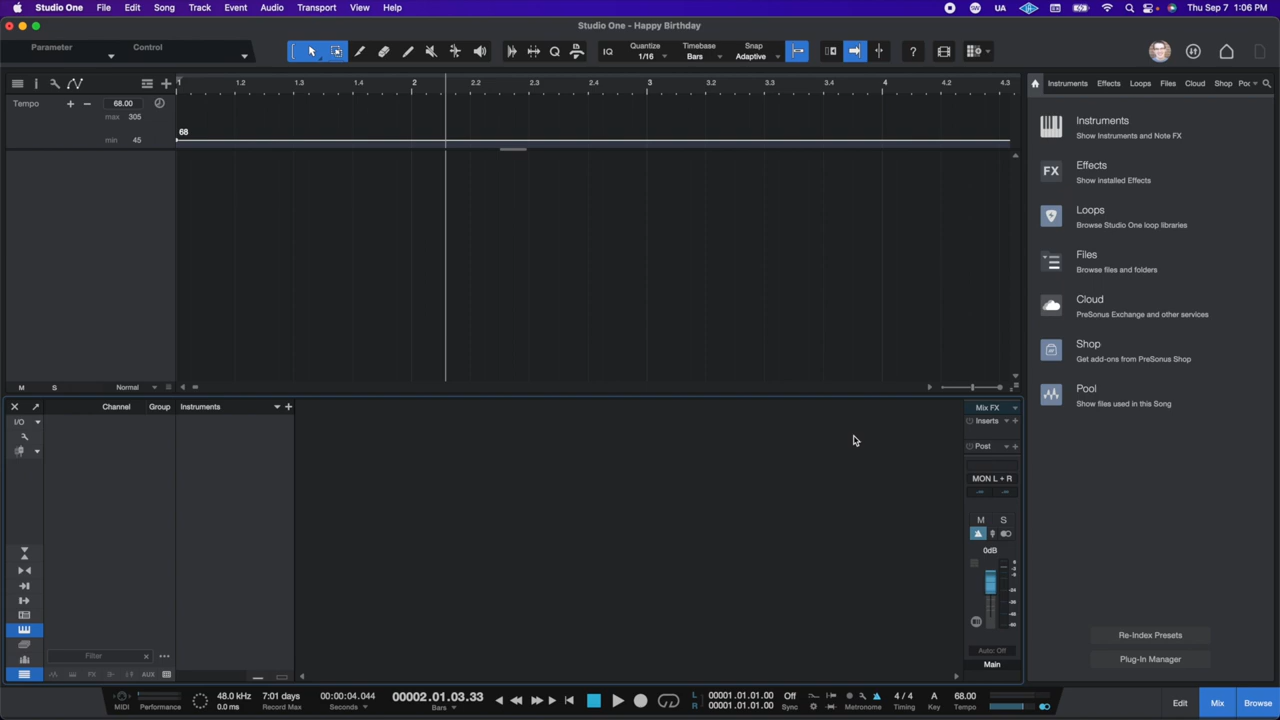 Studio One File Edit Song Track Event Audio Transport View Help UA Thu Sep 7 1:06 PM
Studio One - Happy Birthday
Parameter Control
IQ Quantize 1/16 Timebase Bars Snap Adaptive ?
Instruments Effects Loops Files Cloud Shop Poc
1 1.2 1.3 1.4 2 2.2 2.3 2.4 3 3.2 3.3 3.4 4 4.2 4.3
Tempo + − 68.00
max 305
min 45
68
Instruments
Show Instruments and Note FX
FX
Effects
Show installed Effects
Loops
Browse Studio One loop libraries
Files
Browse files and folders
Cloud
PreSonus Exchange and other services
Shop
Get add-ons from PreSonus Shop
Pool
Show files used in this Song
M S Normal
Channel Group Instruments
I/O
Mix FX
Inserts
Post
MON L + R
M S
0dB
Auto: Off
Main
Filter
FX AUX
Re-Index Presets
Plug-In Manager
MIDI
Performance
48.0 kHz
0.0 ms
7:01 days
Record Max
00:00:04.044
Seconds
00002.01.03.33
Bars
L 00001.01.01.00
R 00001.01.01.00
Off
Sync
Metronome
4 / 4
Timing
A
Key
68.00
Tempo
Edit Mix Browse